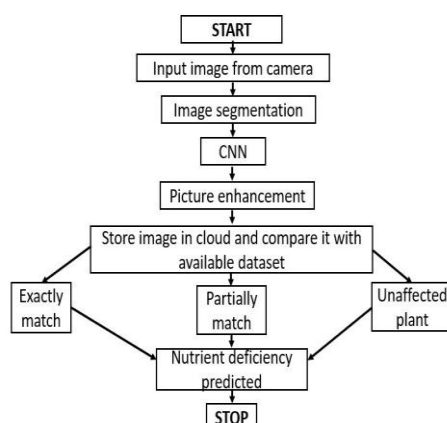 START
Input image from camera
Image segmentation
CNN
Picture enhancement
Store image in cloud and compare it with
available dataset
Exactly
match
Partially
match
Unaffected
plant
Nutrient deficiency
predicted
STOP